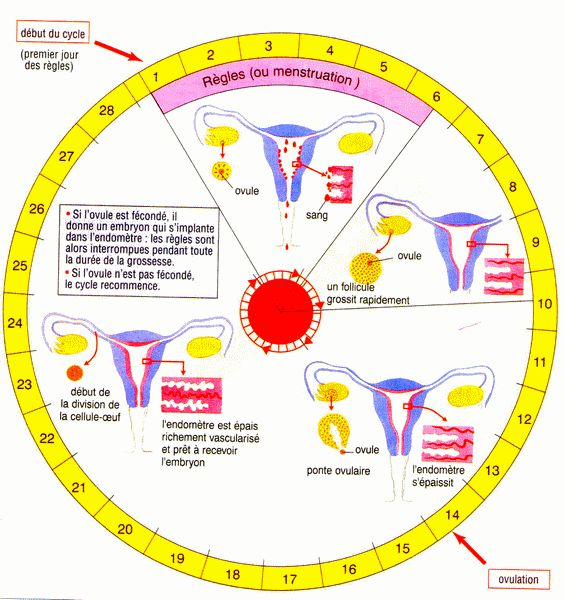 début du cycle
(premier jour
des règles)
1
2
3
4
5
6
7
8
9
10
11
12
13
14
15
16
17
18
19
20
21
22
23
24
25
26
27
28
Règles (ou menstruation )
ovule
sang
• Si l'ovule est fécondé, il
donne un embryon qui s'implante
dans l'endomètre : les règles sont
alors interrompues pendant toute
la durée de la grossesse.
• Si l'ovule n'est pas fécondé,
le cycle recommence.
ovule
un follicule
grossit rapidement
début de
la division de
la cellule-œuf
l'endomètre est épais
richement vascularisé
et prêt à recevoir
l'embryon
ovule
ponte ovulaire
l'endomètre
s'épaissit
ovulation